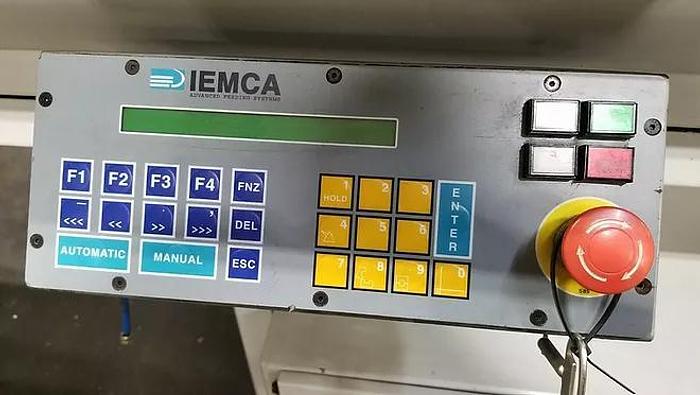 IEMCA
ADVANCED FEEDING SYSTEMS
F1 F2 F3 F4 FNZ
<<< << >> >>> DEL
AUTOMATIC MANUAL ESC
1 2 3
HOLD
4 5 6
7 8 9 0
ENTER